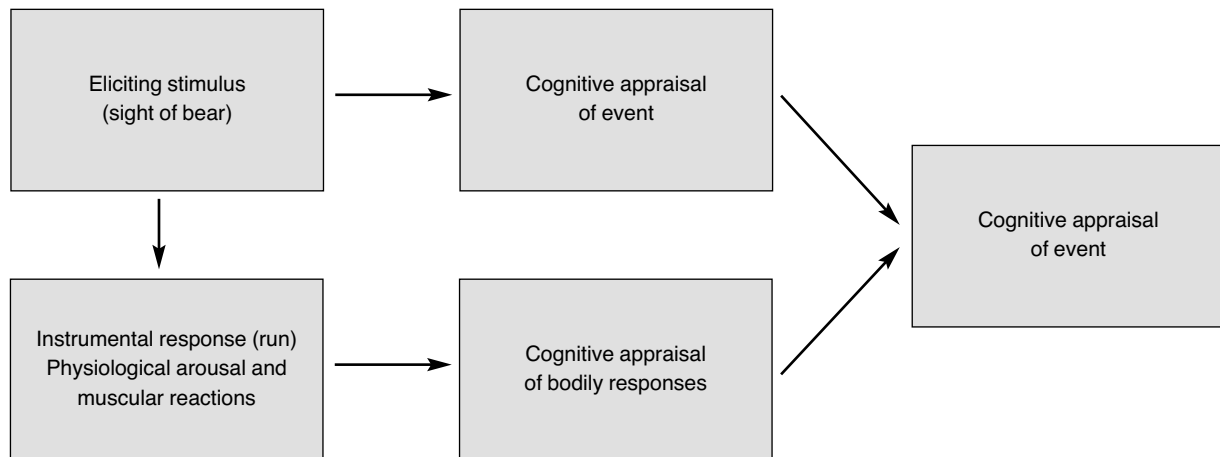 Eliciting stimulus
(sight of bear)
Cognitive appraisal
of event
Cognitive appraisal
of event
Instrumental response (run)
Physiological arousal and
muscular reactions
Cognitive appraisal
of bodily responses